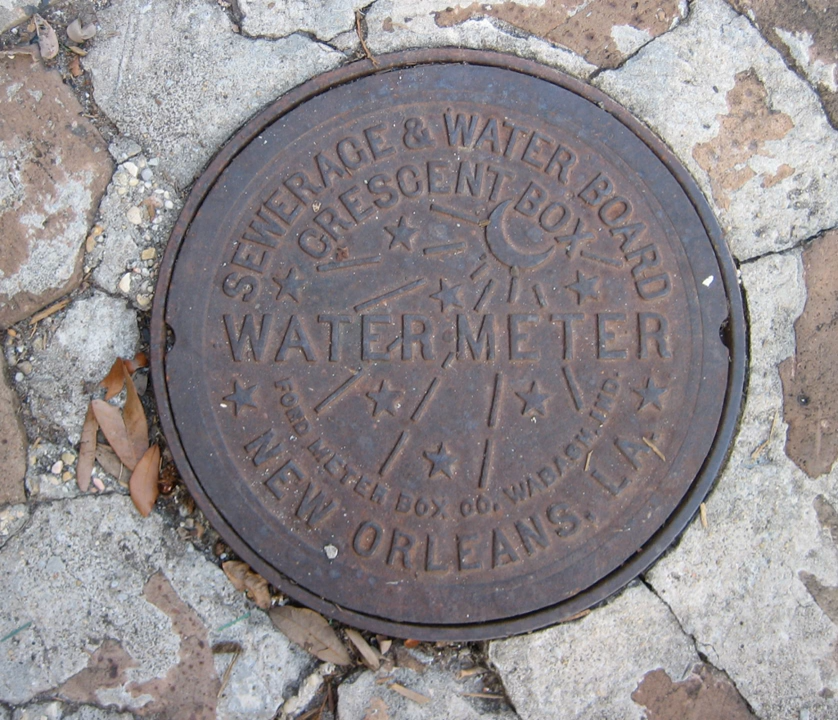 SEWERAGE & WATER BOARD
CRESCENT BOX
WATER METER
FORD METER BOX CO. WABASH, IND.
NEW ORLEANS, LA.